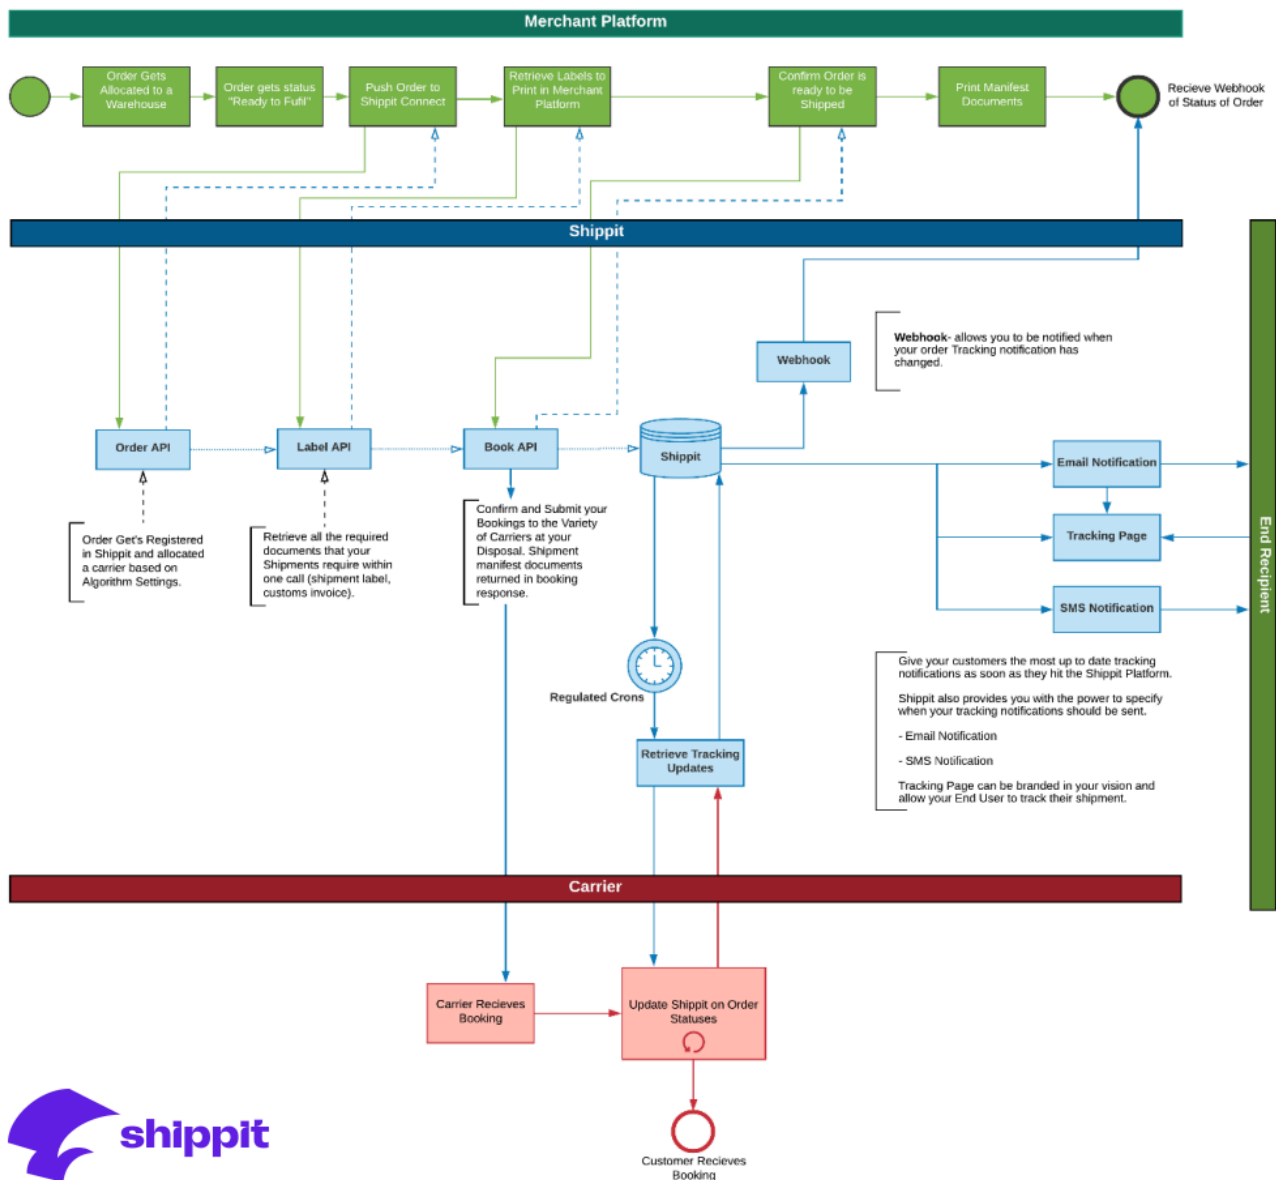 Merchant Platform
Order Gets
Allocated to a
Warehouse
Order gets status
"Ready to Fufil"
Push Order to
Shippit Connect
Retrieve Labels to
Print in Merchant
Platform
Confirm Order is
ready to be
Shipped
Print Manifest
Documents
Recieve Webhook
of Status of Order
Shippit
Webhook
Webhook- allows you to be notified when
your order Tracking notification has
changed.
Order API
Label API
Book API
Shippit
Email Notification
Tracking Page
SMS Notification
End Recipient
Order Get's Registered
in Shippit and allocated
a carrier based on
Algorithm Settings.
Retrieve all the required
documents that your
Shipments require within
one call (shipment label,
customs invoice).
Confirm and Submit your
Bookings to the Variety
of Carriers at your
Disposal. Shipment
manifest documents
returned in booking
response.
Regulated Crons
Retrieve Tracking
Updates
Give your customers the most up to date tracking
notifications as soon as they hit the Shippit Platform.
Shippit also provides you with the power to specify
when your tracking notifications should be sent.
- Email Notification
- SMS Notification
Tracking Page can be branded in your vision and
allow your End User to track their shipment.
Carrier
Carrier Recieves
Booking
Update Shippit on Order
Statuses
Customer Recieves
Booking
shippit